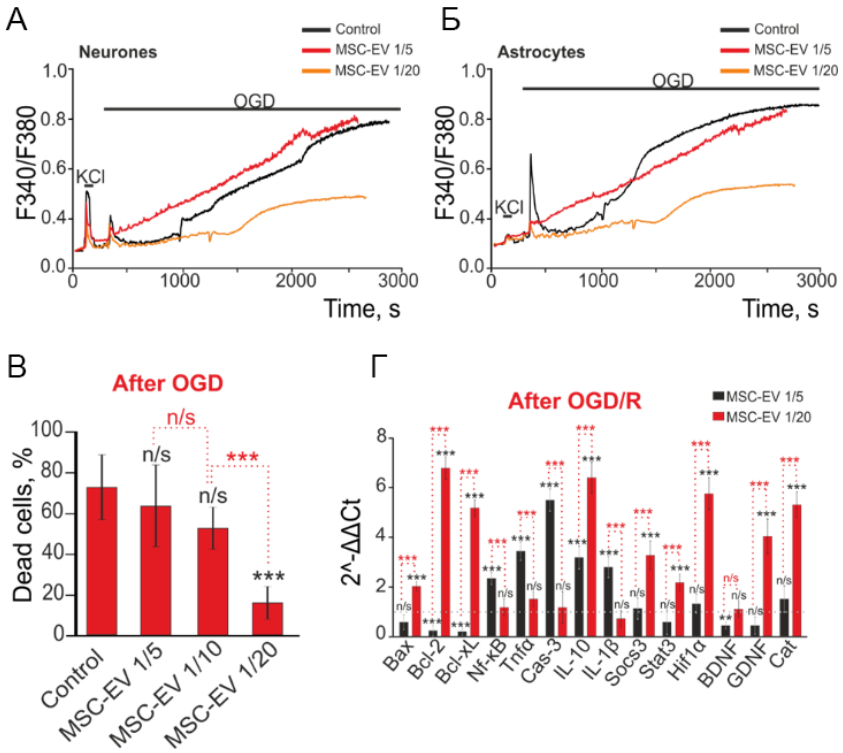 А
Neurones
Control
MSC-EV 1/5
MSC-EV 1/20
OGD
KCl
F340/F380
1.0
0.8
0.6
0.4
0.0
0
1000
2000
3000
Time, s
Б
Astrocytes
Control
MSC-EV 1/5
MSC-EV 1/20
OGD
KCl
F340/F380
1.0
0.8
0.6
0.4
0.0
0
1000
2000
3000
Time, s
В
After OGD
n/s
***
n/s
n/s
***
Dead cells, %
100
80
60
40
20
0
Control
MSC-EV 1/5
MSC-EV 1/10
MSC-EV 1/20
Г
After OGD/R
MSC-EV 1/5
MSC-EV 1/20
2^-ΔΔCt
8
6
4
2
0
*** *** *** *** *** *** *** *** *** *** *** n/s *** ***
n/s *** *** *** *** *** *** n/s *** n/s *** *** *** *** *** n/s *** n/s *** n/s *** ** n/s n/s *** n/s ***
Bax
Bcl-2
Bcl-xL
Nf-κB
Tnfα
Cas-3
IL-10
IL-1β
Socs3
Stat3
Hif1α
BDNF
GDNF
Cat